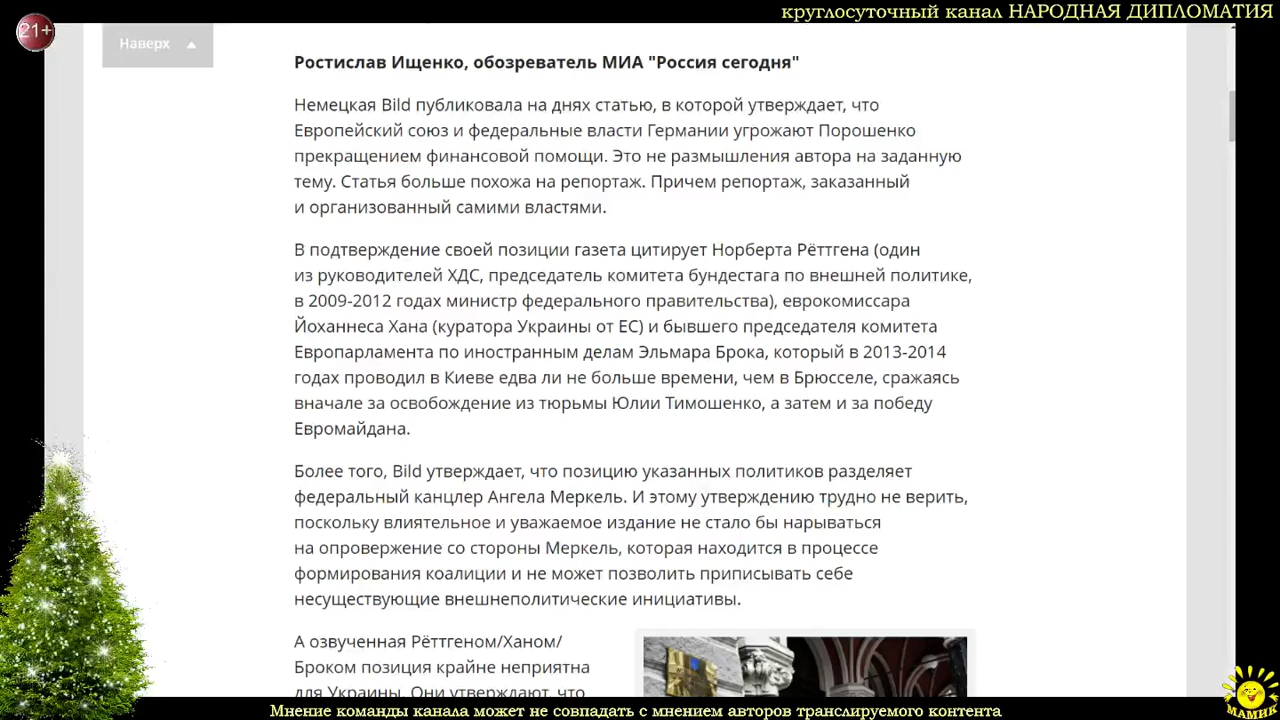 круглосуточный канал НАРОДНАЯ ДИПЛОМАТИЯ
21+
Наверх
Ростислав Ищенко, обозреватель МИА "Россия сегодня"
Немецкая Bild публиковала на днях статью, в которой утверждает, что
Европейский союз и федеральные власти Германии угрожают Порошенко
прекращением финансовой помощи. Это не размышления автора на заданную
тему. Статья больше похожа на репортаж. Причем репортаж, заказанный
и организованный самими властями.
В подтверждение своей позиции газета цитирует Норберта Рёттгена (один
из руководителей ХДС, председатель комитета бундестага по внешней политике,
в 2009-2012 годах министр федерального правительства), еврокомиссара
Йоханнеса Хана (куратора Украины от ЕС) и бывшего председателя комитета
Европарламента по иностранным делам Эльмара Брока, который в 2013-2014
годах проводил в Киеве едва ли не больше времени, чем в Брюсселе, сражаясь
вначале за освобождение из тюрьмы Юлии Тимошенко, а затем и за победу
Евромайдана.
Более того, Bild утверждает, что позицию указанных политиков разделяет
федеральный канцлер Ангела Меркель. И этому утверждению трудно не верить,
поскольку влиятельное и уважаемое издание не стало бы нарываться
на опровержение со стороны Меркель, которая находится в процессе
формирования коалиции и не может позволить приписывать себе
несуществующие внешнеполитические инициативы.
А озвученная Рёттгеном/Ханом/
Броком позиция крайне неприятна
для Украины. Они утверждают, что
МАМИК
Мнение команды канала может не совпадать с мнением авторов транслируемого контента